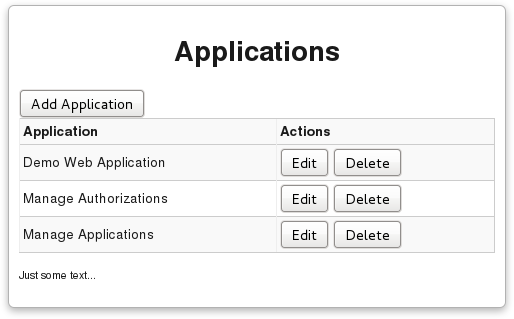 Applications
Add Application
Application Actions
Demo Web Application Edit Delete
Manage Authorizations Edit Delete
Manage Applications Edit Delete
Just some text...